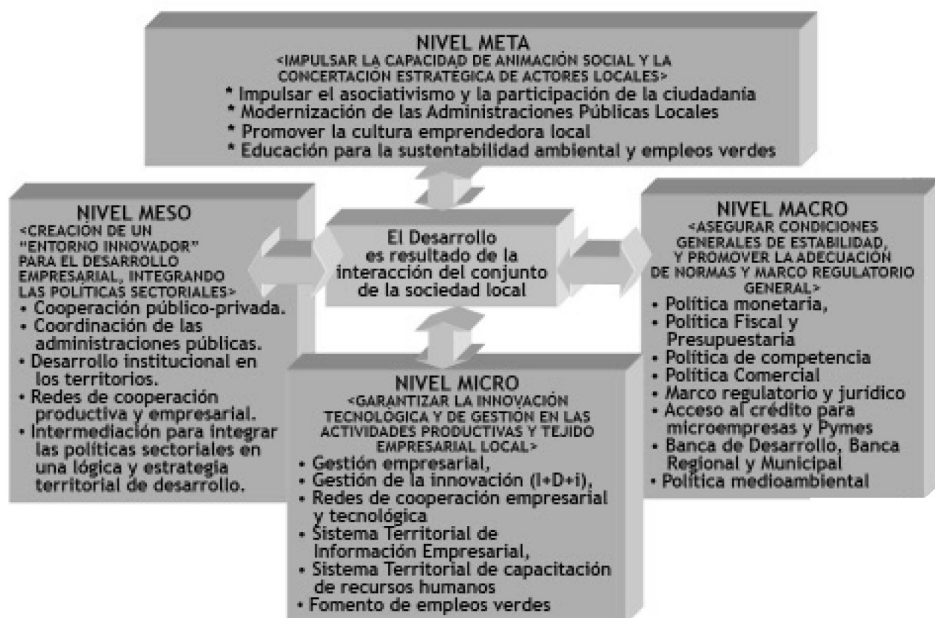 NIVEL META
<IMPULSAR LA CAPACIDAD DE ANIMACIÓN SOCIAL Y LA
CONCERTACIÓN ESTRATÉGICA DE ACTORES LOCALES>
* Impulsar el asociativismo y la participación de la ciudadanía
* Modernización de las Administraciones Públicas Locales
* Promover la cultura emprendedora local
* Educación para la sustentabilidad ambiental y empleos verdes
NIVEL MESO
<CREACIÓN DE UN
“ENTORNO INNOVADOR”
PARA EL DESARROLLO
EMPRESARIAL, INTEGRANDO
LAS POLÍTICAS SECTORIALES>
• Cooperación público-privada.
• Coordinación de las
administraciones públicas.
• Desarrollo institucional en
los territorios.
• Redes de cooperación
productiva y empresarial.
• Intermediación para integrar
las políticas sectoriales en
una lógica y estrategia
territorial de desarrollo.
El Desarrollo
es resultado de la
interacción del conjunto
de la sociedad local
NIVEL MACRO
<ASEGURAR CONDICIONES
GENERALES DE ESTABILIDAD,
Y PROMOVER LA ADECUACIÓN
DE NORMAS Y MARCO REGULATORIO
GENERAL>
• Política monetaria,
• Política Fiscal y
Presupuestaria
• Política de competencia
• Política Comercial
• Marco regulatorio y jurídico
• Acceso al crédito para
microempresas y Pymes
• Banca de Desarrollo, Banca
Regional y Municipal
• Política medioambiental
NIVEL MICRO
<GARANTIZAR LA INNOVACIÓN
TECNOLÓGICA Y DE GESTIÓN EN LAS
ACTIVIDADES PRODUCTIVAS Y TEJIDO
EMPRESARIAL LOCAL>
• Gestión empresarial,
• Gestión de la innovación (I+D+i),
• Redes de cooperación empresarial
y tecnológica
• Sistema Territorial de
Información Empresarial,
• Sistema Territorial de capacitación
de recursos humanos
• Fomento de empleos verdes